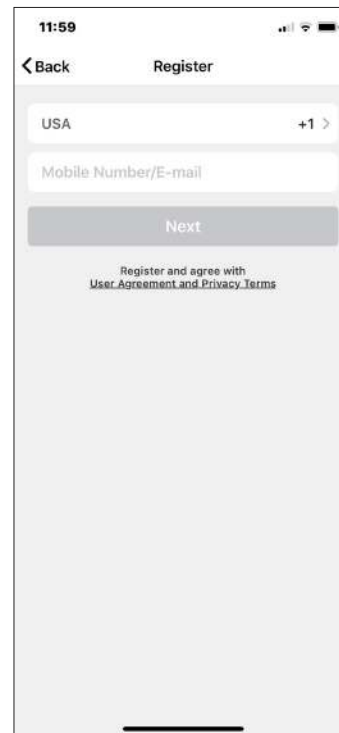 11:59
Back
Register
USA +1
Mobile Number/E-mail
Next
Register and agree with
User Agreement and Privacy Terms